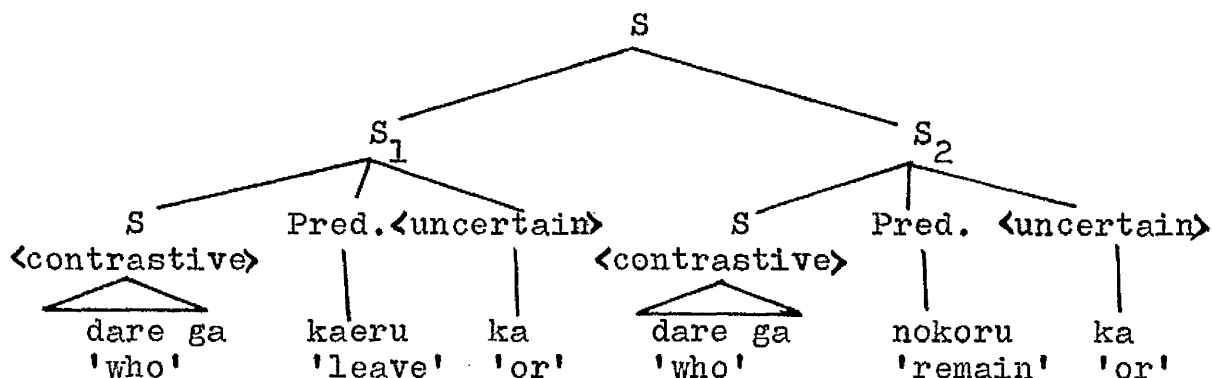 S
S1 S2
S Pred. <uncertain> S Pred. <uncertain>
<contrastive> <contrastive>
dare ga kaeru ka dare ga nokoru ka
'who' 'leave' 'or' 'who' 'remain' 'or'